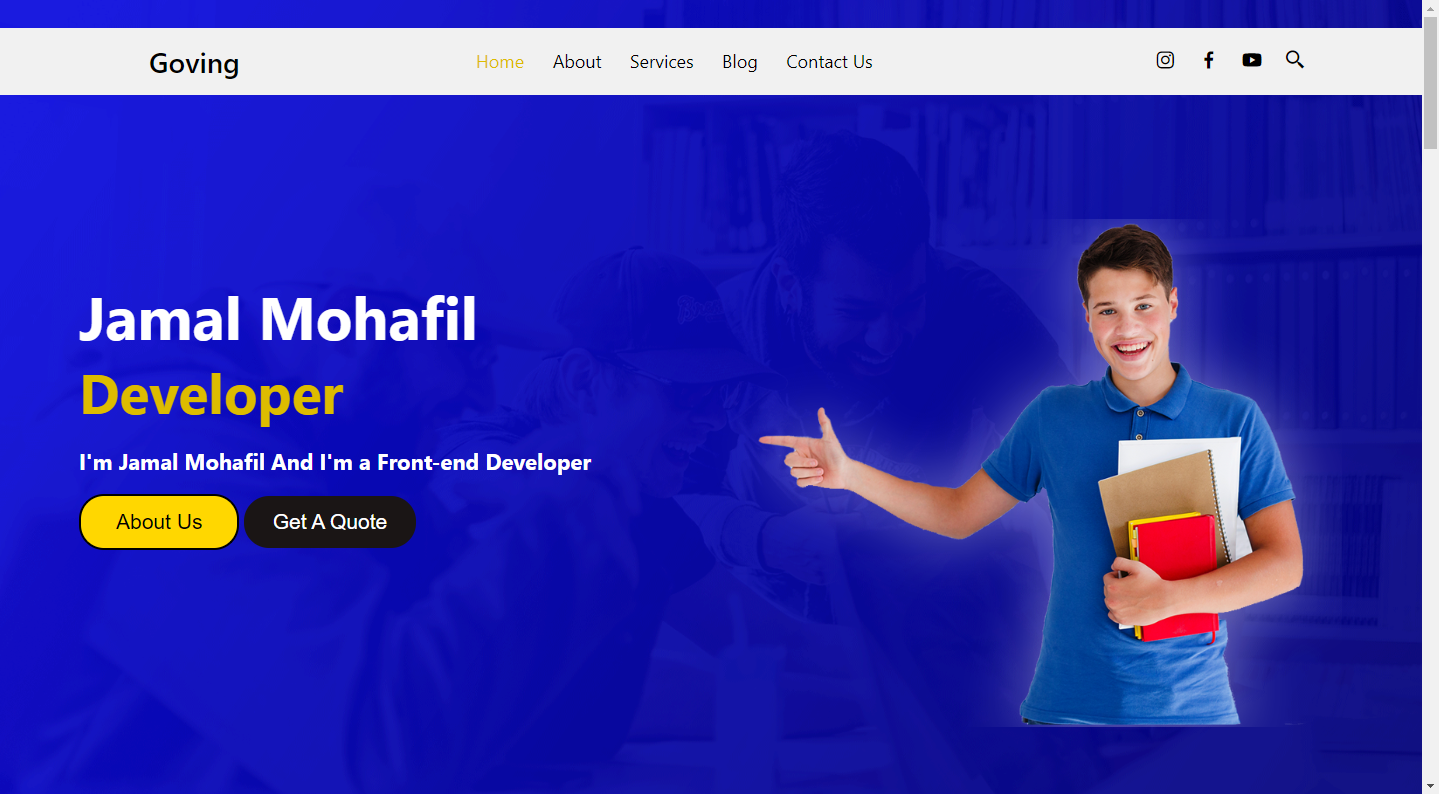 Goving
Home About Services Blog Contact Us
Jamal Mohafil
Developer
I'm Jamal Mohafil And I'm a Front-end Developer
About Us Get A Quote